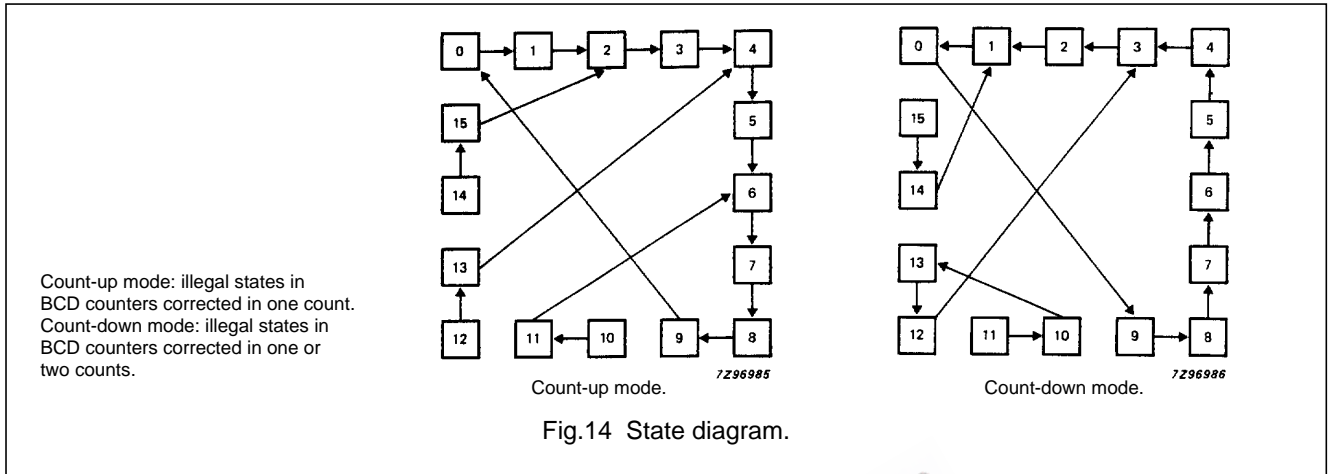 Count-up mode: illegal states in
BCD counters corrected in one count.
Count-down mode: illegal states in
BCD counters corrected in one or
two counts.
0 1 2 3 4
15 5
14 6
13 7
12 11 10 9 8
7Z96985
Count-up mode.
0 1 2 3 4
15 5
14 6
13 7
12 11 10 9 8
7Z96986
Count-down mode.
Fig.14 State diagram.